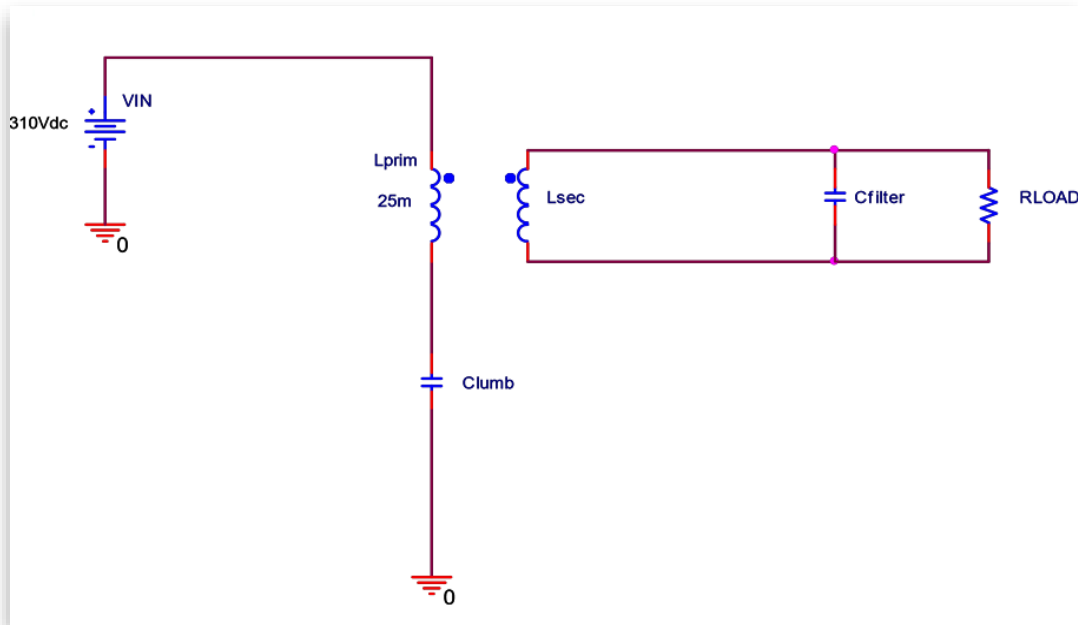 VIN
310Vdc
0
Lprim
25m
Lsec
Cfilter
RLOAD
Clumb
0